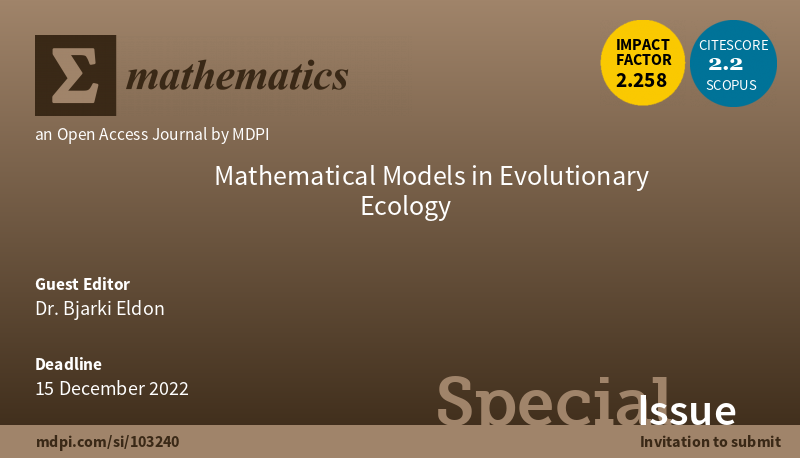 Σ mathematics
IMPACT
FACTOR
2.258
CITESCORE
2.2
SCOPUS
an Open Access Journal by MDPI
Mathematical Models in Evolutionary
Ecology
Guest Editor
Dr. Bjarki Eldon
Deadline
15 December 2022
Special
Issue
mdpi.com/si/103240
Invitation to submit